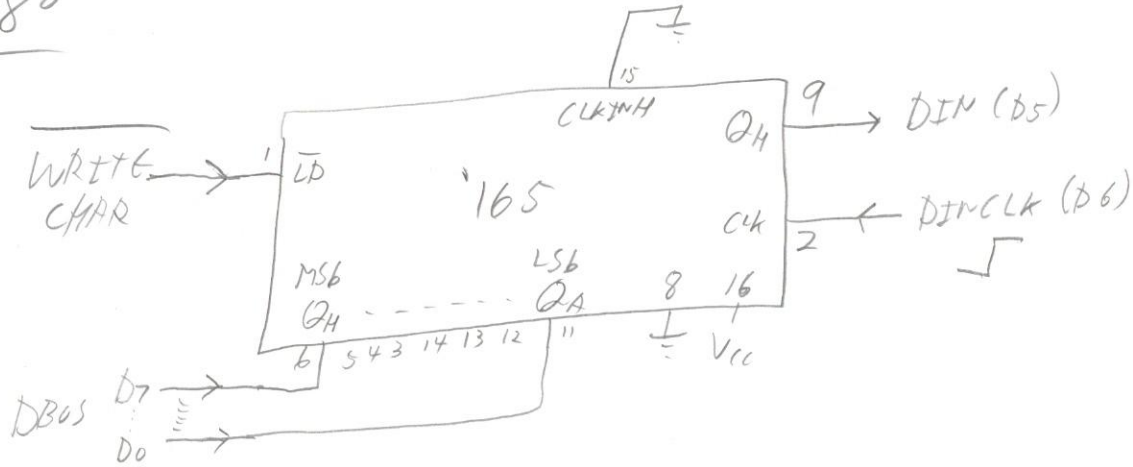 15
CLKINH
WRITE
CHAR
1
LD
'165
QH
9
DIN (D5)
CLK
2
DINCLK (D6)
MSb
LSb
QH - - - - - - QA
8
16
6 5 4 3 14 13 12 11
Vcc
DBUS
D7
D0